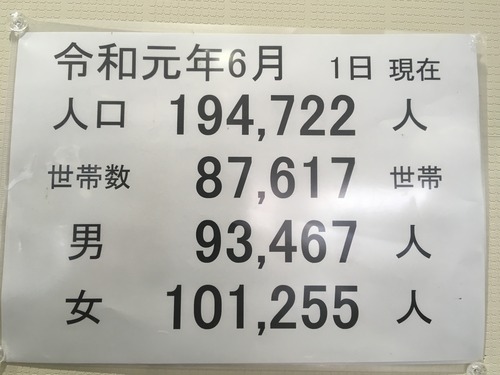 令和元年6月 1日 現在
人口 194,722 人
世帯数 87,617 世帯
男 93,467 人
女 101,255 人